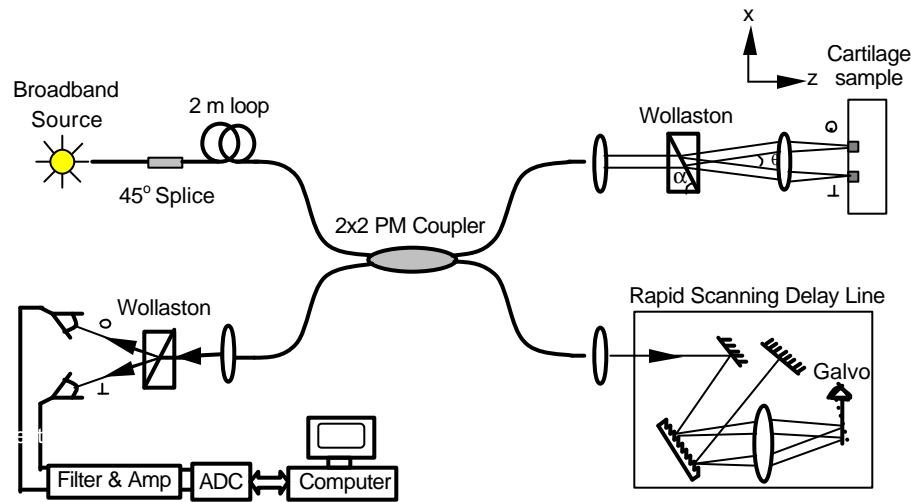 x
z
Cartilage
sample
Broadband
Source
2 m loop
Wollaston
45° Splice
α
θ
⊥
2x2 PM Coupler
Rapid Scanning Delay Line
Wollaston
⊥
Galvo
Filter & Amp
ADC
Computer